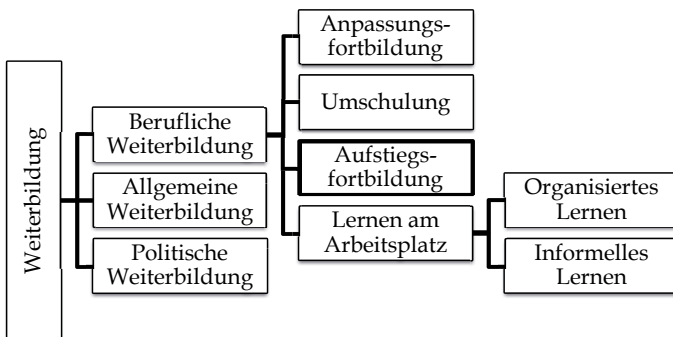 Weiterbildung
Berufliche
Weiterbildung
Allgemeine
Weiterbildung
Politische
Weiterbildung
Anpassungs-
fortbildung
Umschulung
Aufstiegs-
fortbildung
Lernen am
Arbeitsplatz
Organisiertes
Lernen
Informelles
Lernen